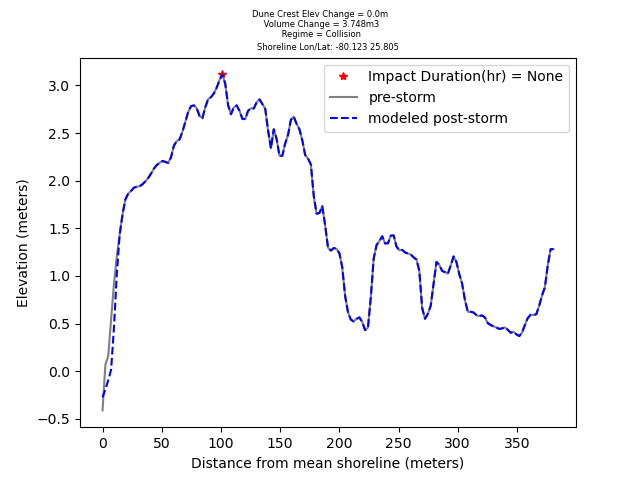 Dune Crest Elev Change = 0.0m
Volume Change = 3.748m3
Regime = Collision
Shoreline Lon/Lat: -80.123 25.805
Impact Duration(hr) = None
pre-storm
modeled post-storm
3.0
2.5
2.0
1.5
1.0
0.5
0.0
−0.5
Elevation (meters)
0 50 100 150 200 250 300 350
Distance from mean shoreline (meters)